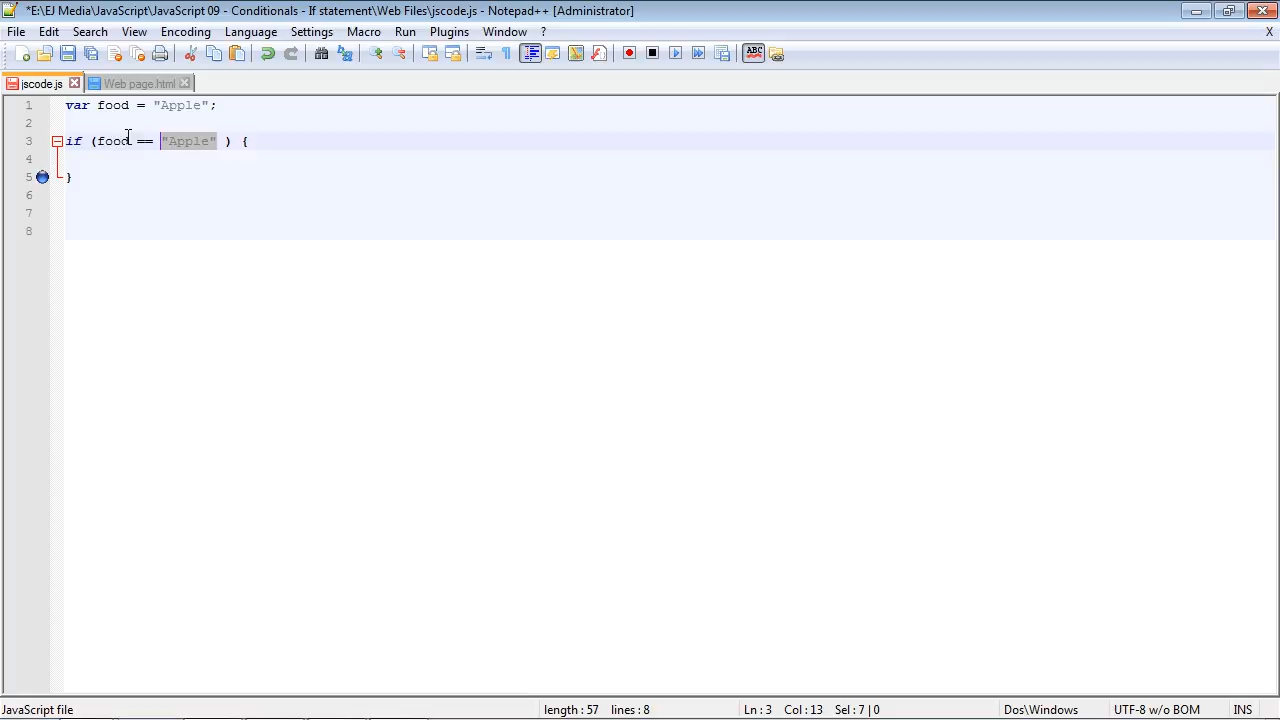 *E:\EJ Media\JavaScript\JavaScript 09 - Conditionals - If statement\Web Files\jscode.js - Notepad++ [Administrator]
File Edit Search View Encoding Language Settings Macro Run Plugins Window ? X
ABC
jscode.js Web page.html
1 var food = "Apple";
2
3 if (food == "Apple" ) {
4
5 }
6
7
8
JavaScript file length : 57 lines : 8 Ln : 3 Col : 13 Sel : 7 | 0 Dos\Windows UTF-8 w/o BOM INS